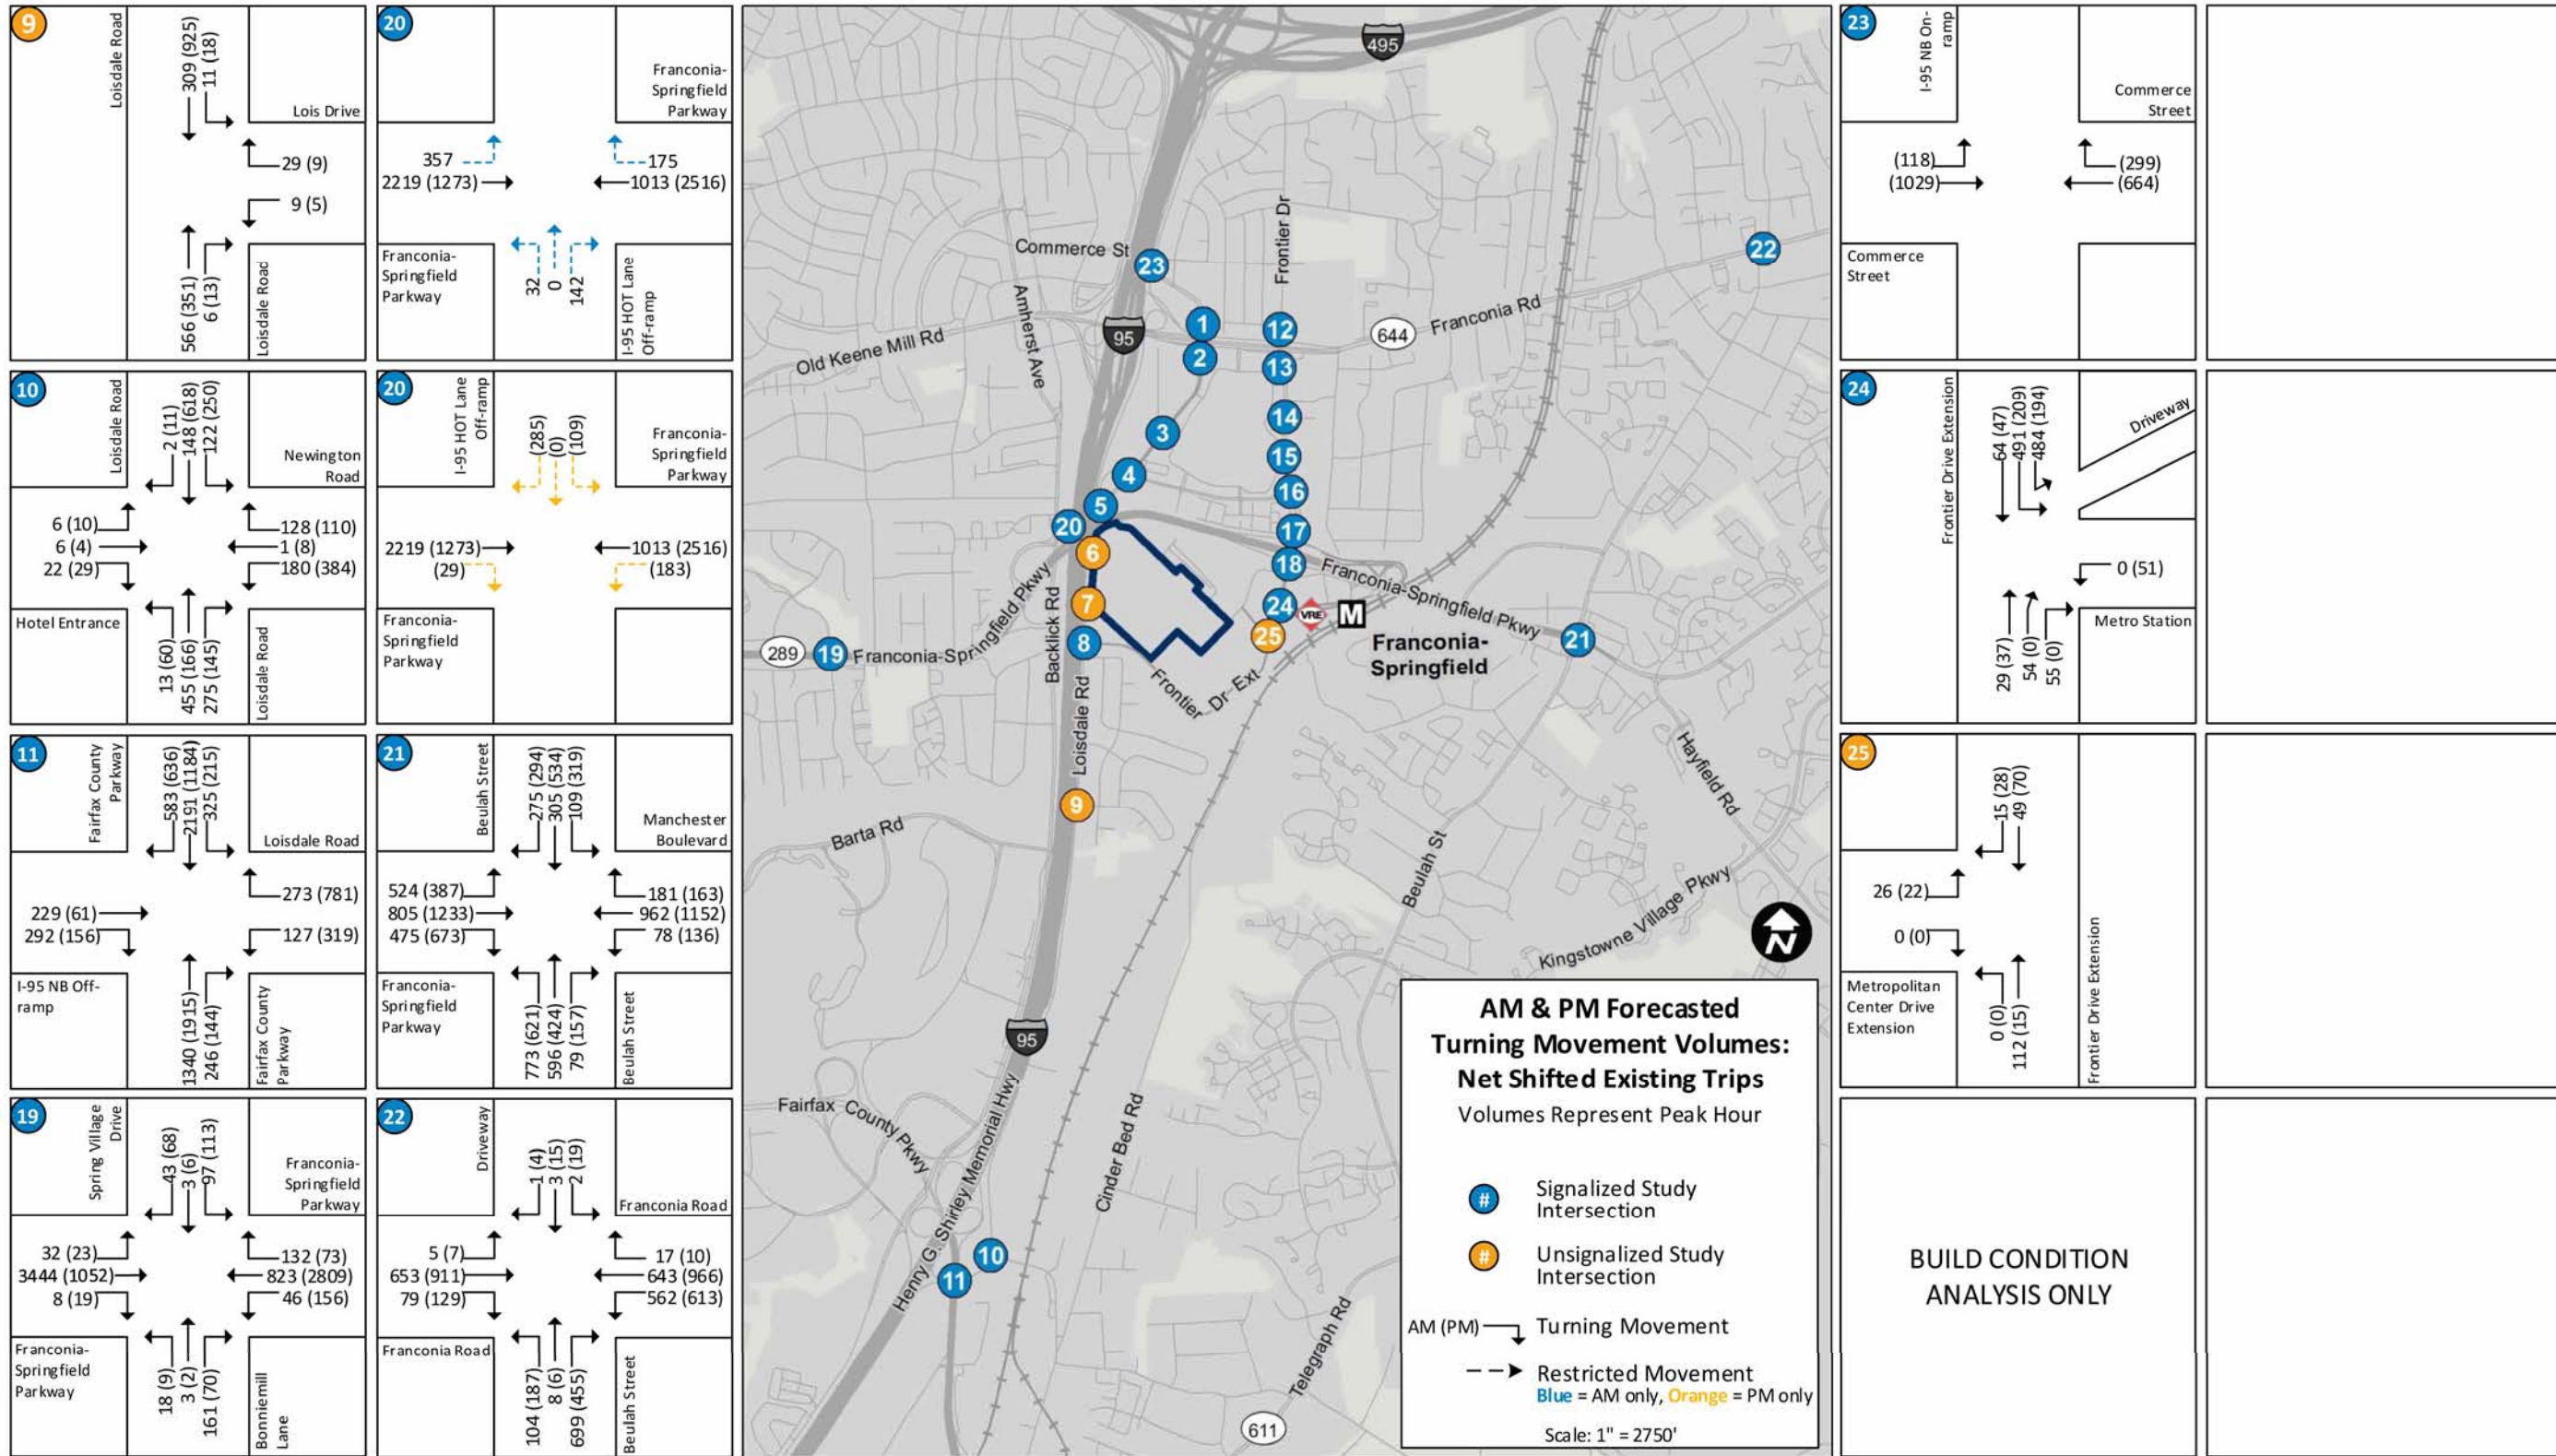 9
Loisdale Road
309 (925)
11 (18)
Lois Drive
29 (9)
9 (5)
566 (351)
6 (13)
Loisdale Road
10
Loisdale Road
2 (11)
148 (618)
122 (250)
Newington
Road
6 (10)
6 (4)
22 (29)
128 (110)
1 (8)
180 (384)
Hotel Entrance
13 (60)
455 (166)
275 (145)
Loisdale Road
11
Fairfax County
Parkway
583 (636)
2191 (1184)
325 (215)
Loisdale Road
229 (61)
292 (156)
273 (781)
127 (319)
I-95 NB Off-
ramp
1340 (1915)
246 (144)
Fairfax County
Parkway
19
Spring Village
Drive
43 (68)
3 (6)
97 (113)
Franconia-
Springfield
Parkway
32 (23)
3444 (1052)
8 (19)
132 (73)
823 (2809)
46 (156)
Franconia-
Springfield
Parkway
18 (9)
3 (2)
161 (70)
Bonniemill
Lane
20
Franconia-
Springfield
Parkway
357
2219 (1273)
175
1013 (2516)
Franconia-
Springfield
Parkway
32
0
142
I-95 HOT Lane
Off-ramp
20
I-95 HOT Lane
Off-ramp
(285)
(0)
(109)
Franconia-
Springfield
Parkway
2219 (1273)
(29)
1013 (2516)
(183)
Franconia-
Springfield
Parkway
21
Beulah Street
275 (294)
305 (534)
109 (319)
Manchester
Boulevard
524 (387)
805 (1233)
475 (673)
181 (163)
962 (1152)
78 (136)
Franconia-
Springfield
Parkway
773 (621)
596 (424)
79 (157)
Beulah Street
22
Driveway
1 (4)
3 (15)
2 (19)
Franconia Road
5 (7)
653 (911)
79 (129)
17 (10)
643 (966)
562 (613)
Franconia Road
104 (187)
8 (6)
699 (455)
Beulah Street
495
Frontier Dr
Commerce St
23
22
Amherst Ave
95
1
12
644
Franconia Rd
Old Keene Mill Rd
2
13
14
3
15
4
16
5
20
17
6
18
Franconia-Springfield Pkwy
7
24
VRE
M
25
8
21
289
19
Franconia-Springfield Pkwy
Franconia-
Springfield
Backlick Rd
Frontier Dr Ext
Loisdale Rd
Hayfield Rd
9
Barta Rd
Beulah St
Kingstowne Village Pkwy
N
95
Fairfax County Pkwy
Henry G. Shirley Memorial Hwy
Cinder Bed Rd
10
11
Telegraph Rd
611
AM & PM Forecasted
Turning Movement Volumes:
Net Shifted Existing Trips
Volumes Represent Peak Hour
# Signalized Study
Intersection
# Unsignalized Study
Intersection
AM (PM) Turning Movement
Restricted Movement
Blue = AM only, Orange = PM only
Scale: 1" = 2750'
23
I-95 NB On-
ramp
Commerce
Street
(118)
(1029)
(299)
(664)
Commerce
Street
24
Frontier Drive Extension
64 (47)
491 (209)
484 (194)
Driveway
0 (51)
Metro Station
29 (37)
54 (0)
55 (0)
25
15 (28)
49 (70)
26 (22)
0 (0)
Metropolitan
Center Drive
Extension
0 (0)
112 (15)
Frontier Drive Extension
BUILD CONDITION
ANALYSIS ONLY